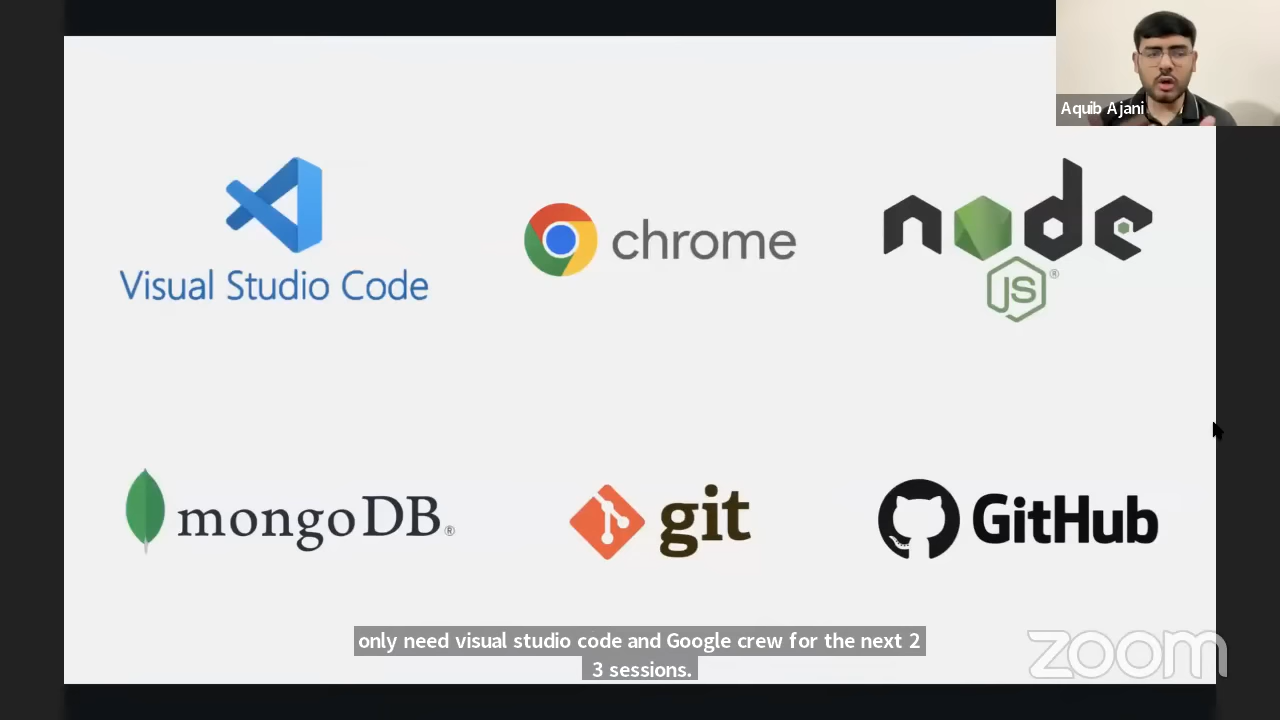 Aquib Ajani
Visual Studio Code
chrome
node
JS®
mongoDB®
git
GitHub
only need visual studio code and Google crew for the next 2
3 sessions.
zoom